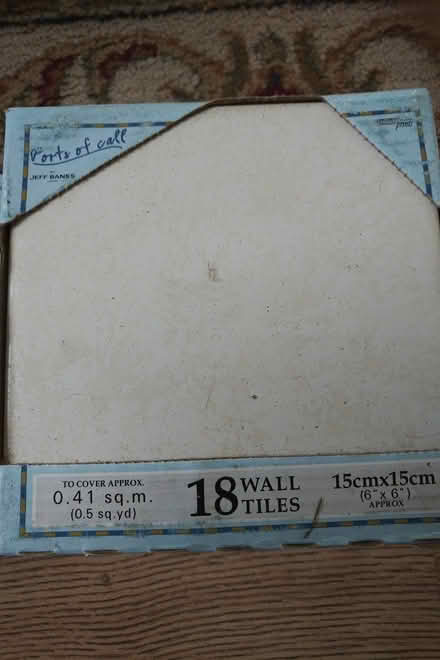 Ports of call
BY
JEFF BANKS
TO COVER APPROX.
0.41 sq.m.
(0.5 sq.yd)
18 WALL
TILES
15cmx15cm
(6"x 6")
APPROX